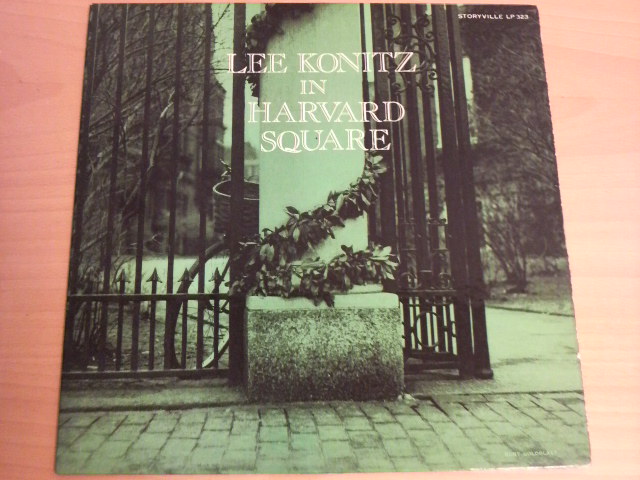 STORYVILLE LP 323
LEE KONITZ
IN
HARVARD
SQUARE